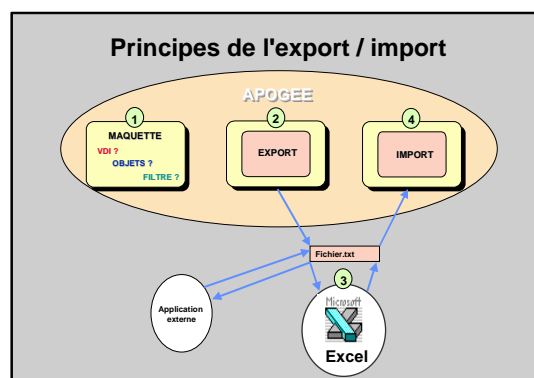 Principes de l'export / import
APOGEE
1
2
4
MAQUETTE
VDI ?
OBJETS ?
FILTRE ?
EXPORT
IMPORT
Fichier.txt
3
Application
externe
Microsoft
Excel